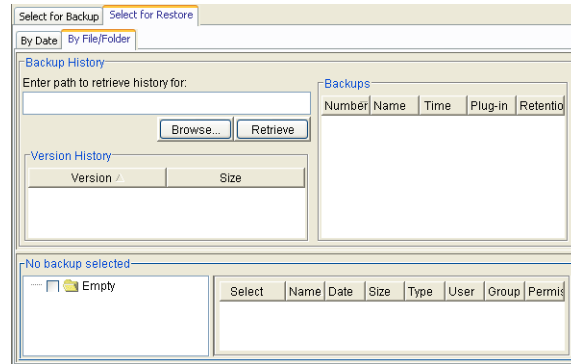 Select for Backup Select for Restore
By Date By File/Folder
Backup History
Enter path to retrieve history for:
Browse... Retrieve
Version History
Version Size
Backups
Number Name Time Plug-in Retentio
No backup selected
Empty
Select Name Date Size Type User Group Permis